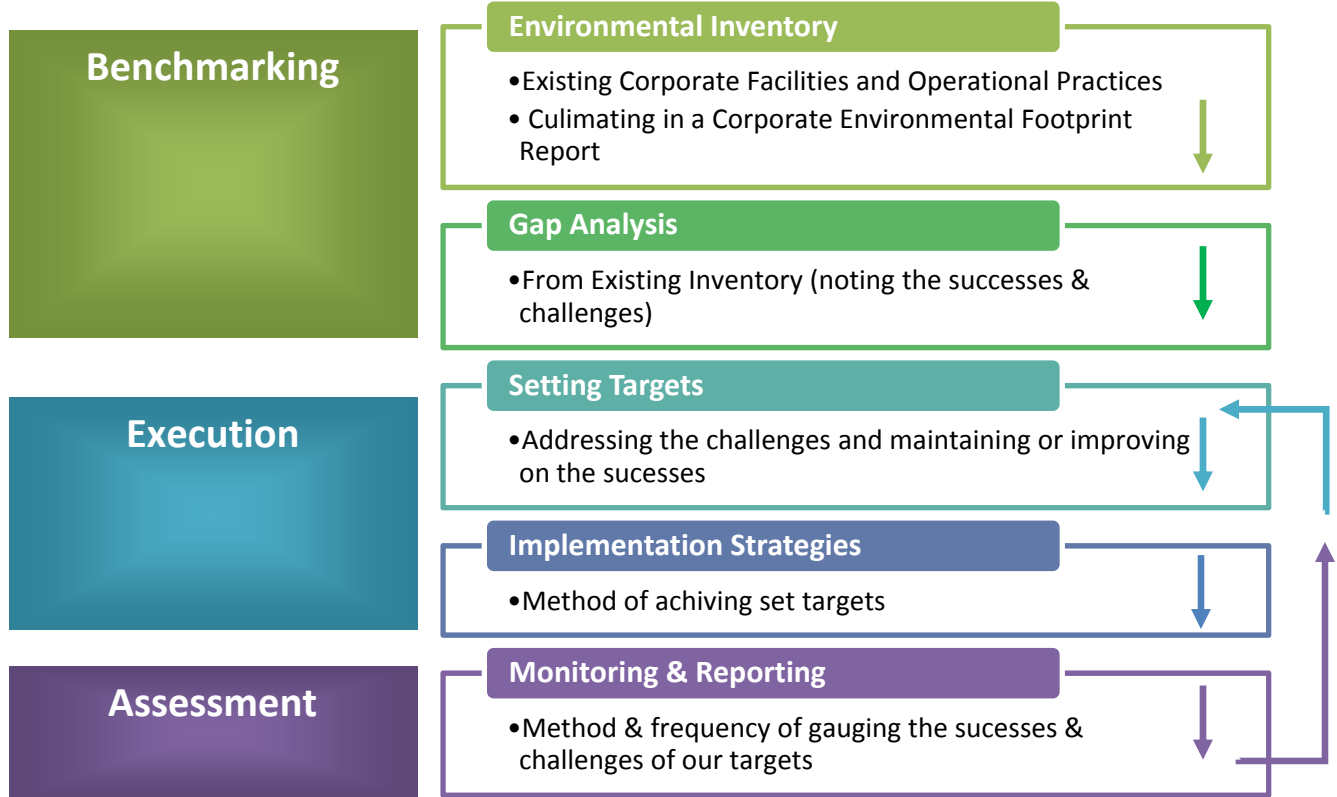 Benchmarking
Environmental Inventory
•Existing Corporate Facilities and Operational Practices
• Culimating in a Corporate Environmental Footprint
Report
Gap Analysis
•From Existing Inventory (noting the successes &
challenges)
Execution
Setting Targets
•Addressing the challenges and maintaining or improving
on the sucesses
Implementation Strategies
•Method of achiving set targets
Assessment
Monitoring & Reporting
•Method & frequency of gauging the sucesses &
challenges of our targets